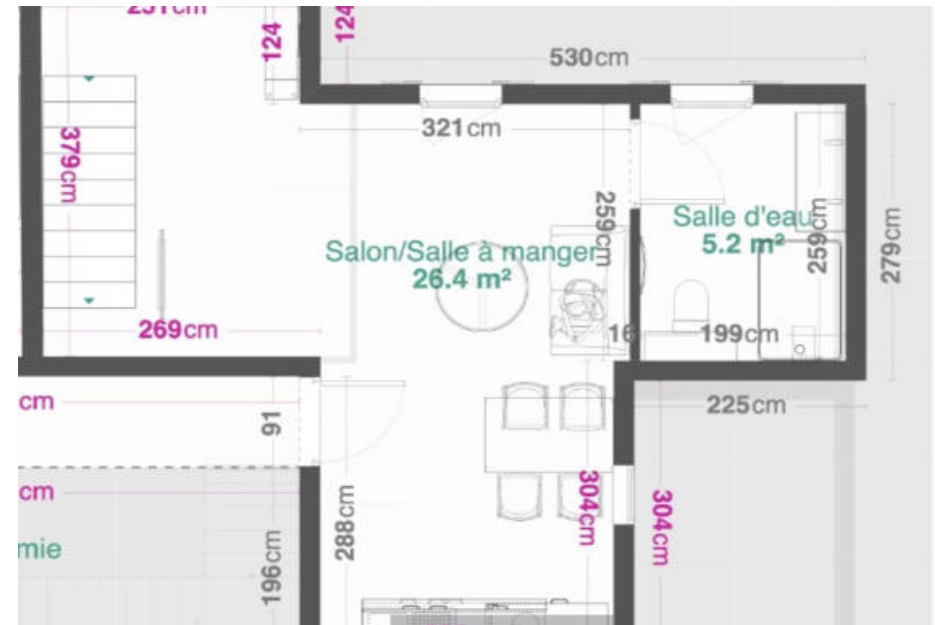 251cm
124
124
530cm
321cm
379cm
259cm
Salle d'eau
5.2 m²
259cm
279cm
Salon/Salle à manger
26.4 m²
269cm
16
199cm
cm
225cm
91
cm
304cm
304cm
288cm
mie
196cm